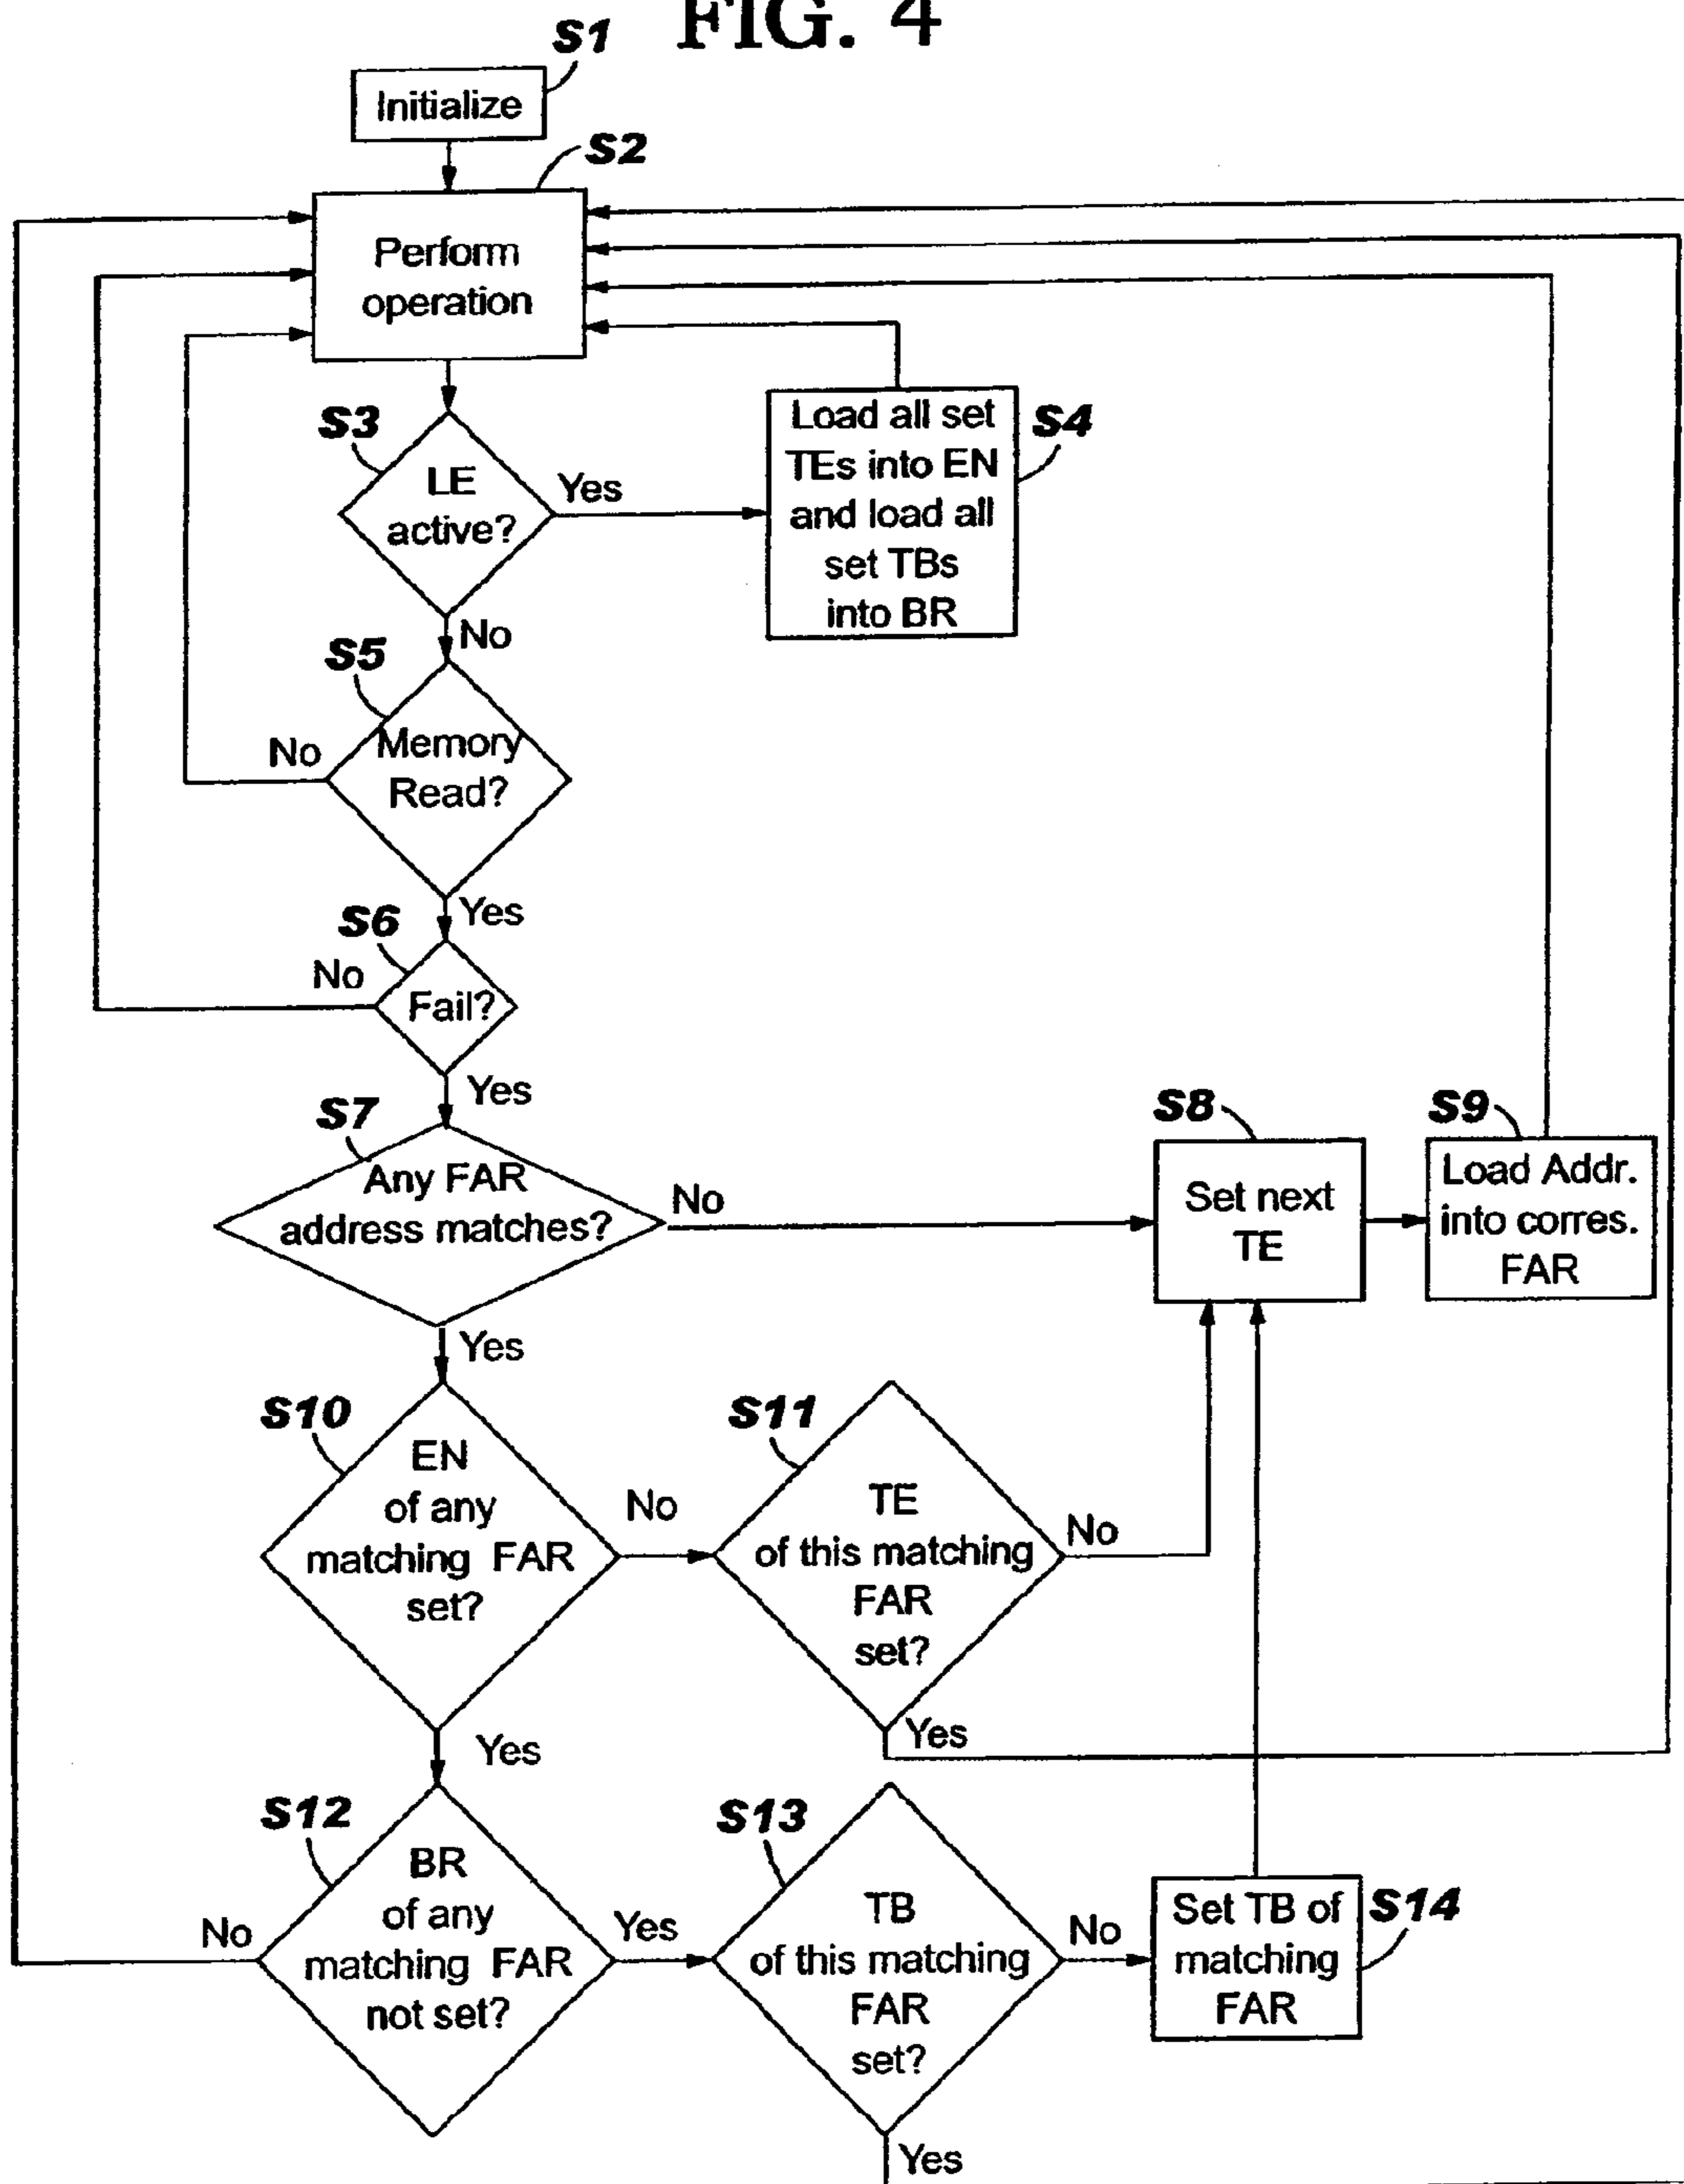 FIG. 4
S1
Initialize
S2
Perform
operation
S3
LE
active?
Yes
No
S4
Load all set
TEs into EN
and load all
set TBs
into BR
S5
Memory
Read?
No
Yes
S6
Fail?
No
Yes
S7
Any FAR
address matches?
No
Yes
S8
Set next
TE
S9
Load Addr.
into corres.
FAR
S10
EN
of any
matching FAR
set?
No
Yes
S11
TE
of this matching
FAR
set?
No
Yes
S12
BR
of any
matching FAR
not set?
No
Yes
S13
TB
of this matching
FAR
set?
No
Yes
S14
Set TB of
matching
FAR